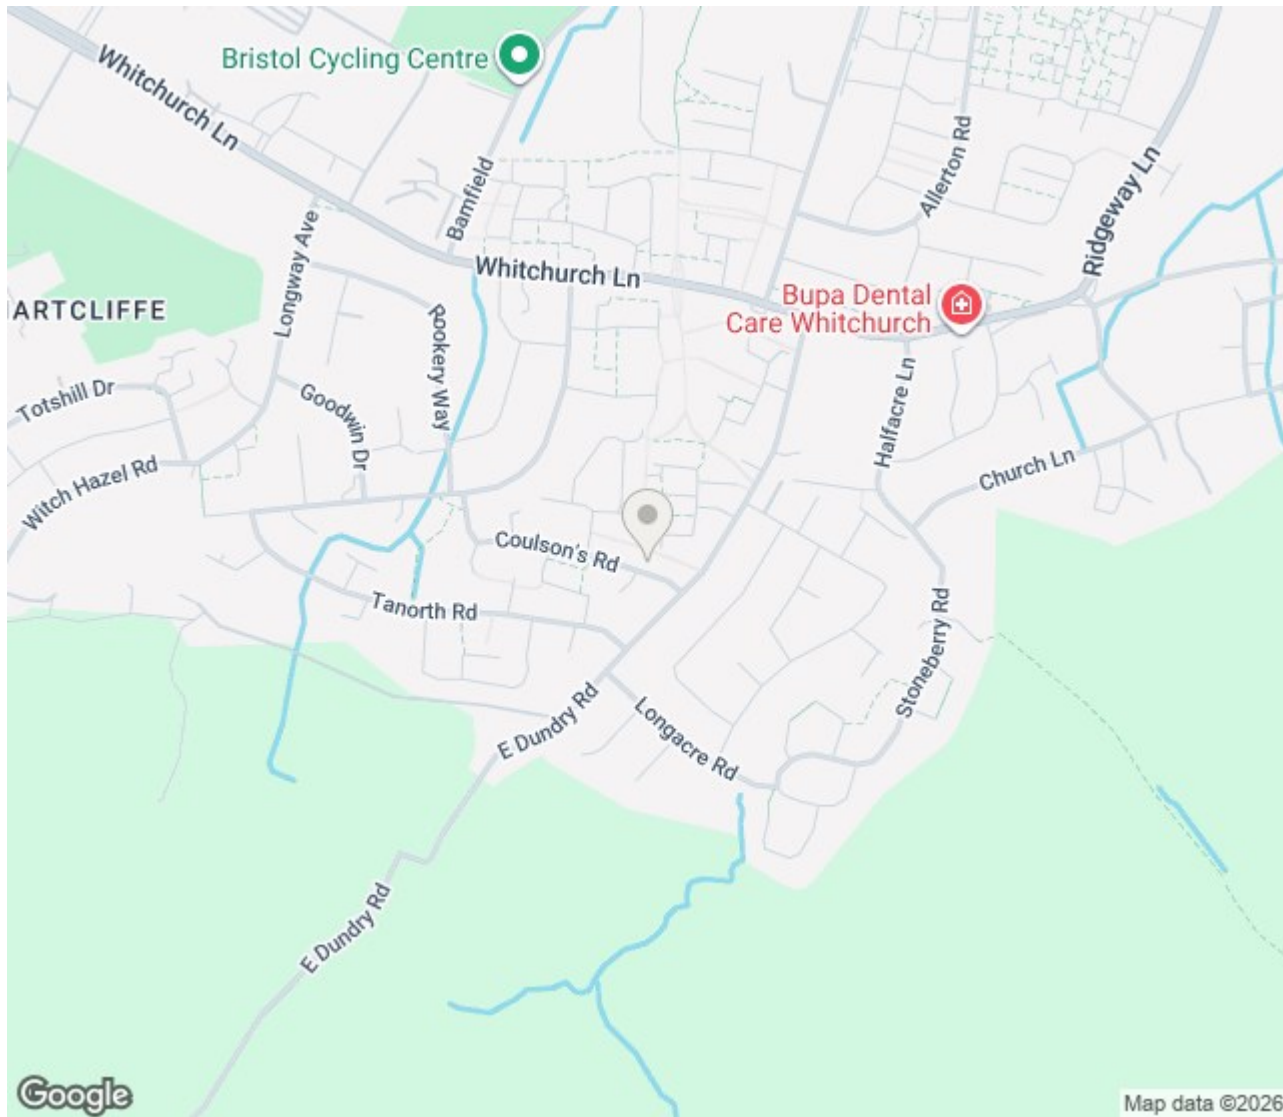 Bristol Cycling Centre
Whitchurch Ln
Bamfield
Allerton Rd
Ridgeway Ln
Longway Ave
Whitchurch Ln
ARTCLIFFE
Bupa Dental
Care Whitchurch
Rookery Way
Totshill Dr
Goodwin Dr
Halfacre Ln
Witch Hazel Rd
Church Ln
Coulson's Rd
Tanorth Rd
Stoneberry Rd
E Dundry Rd
Longacre Rd
E Dundry Rd
Google
Map data ©2026